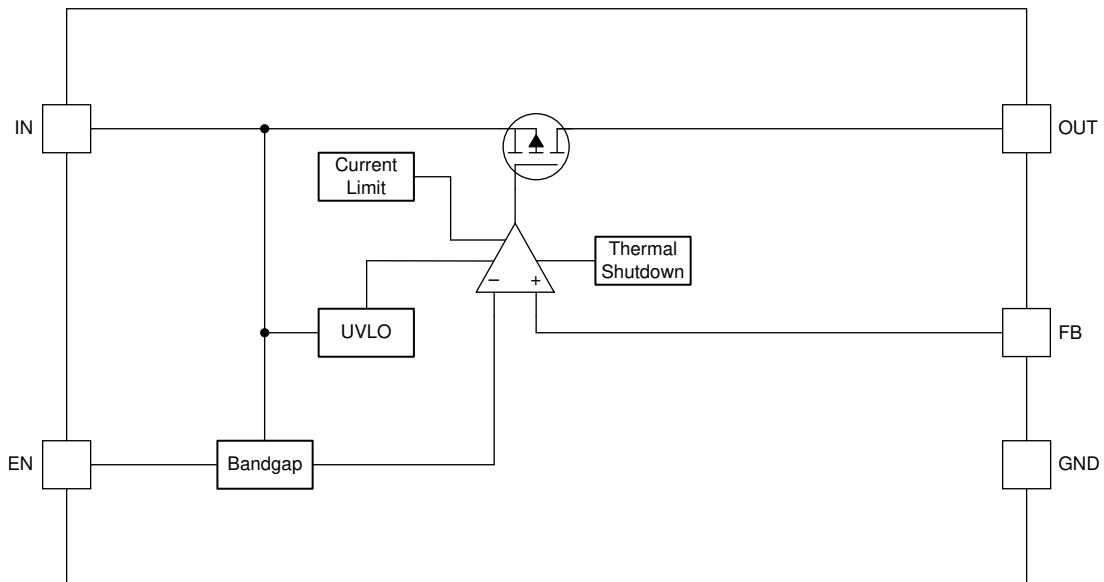 IN
OUT
Current
Limit
Thermal
Shutdown
− +
UVLO
FB
EN
Bandgap
GND